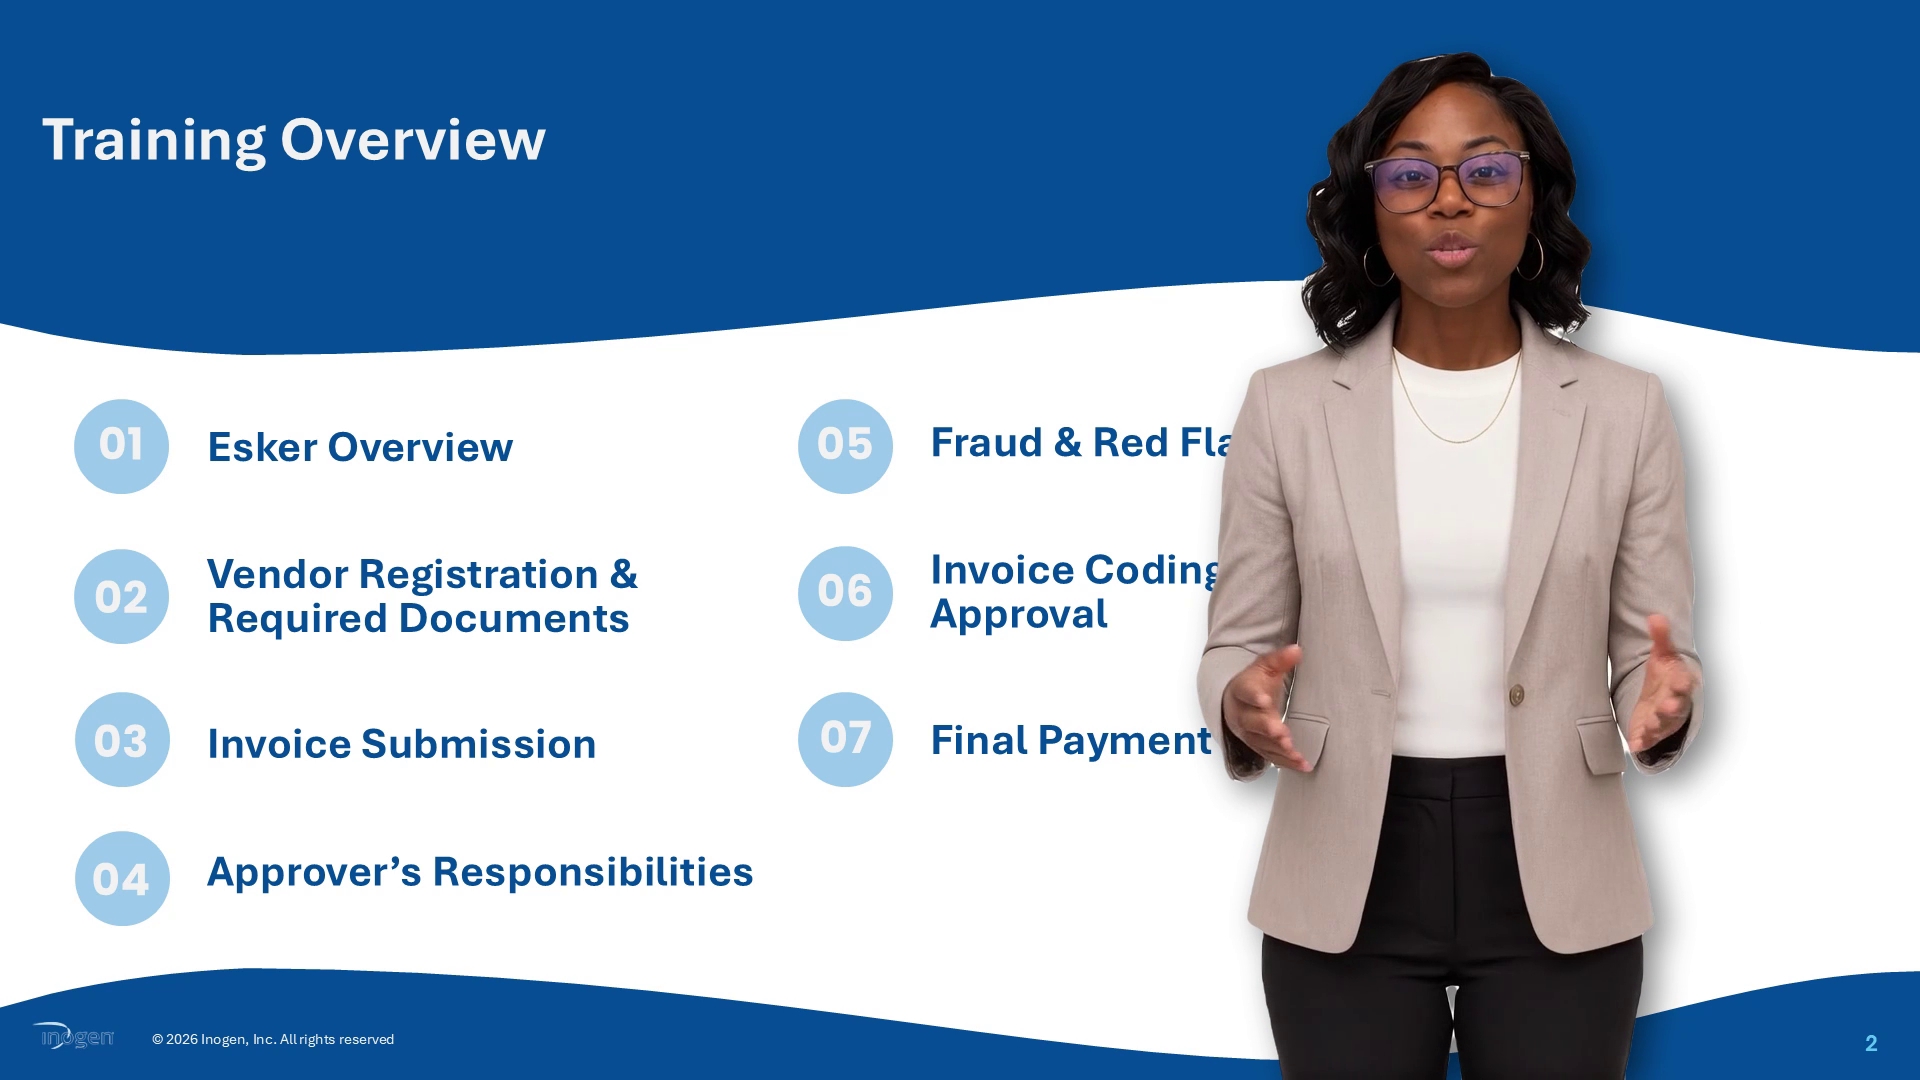 Training Overview
01
Esker Overview
02
Vendor Registration &
Required Documents
03
Invoice Submission
04
Approver’s Responsibilities
05
Fraud & Red Fla
06
Invoice Coding
Approval
07
Final Payment
inogen
© 2026 Inogen, Inc. All rights reserved
2